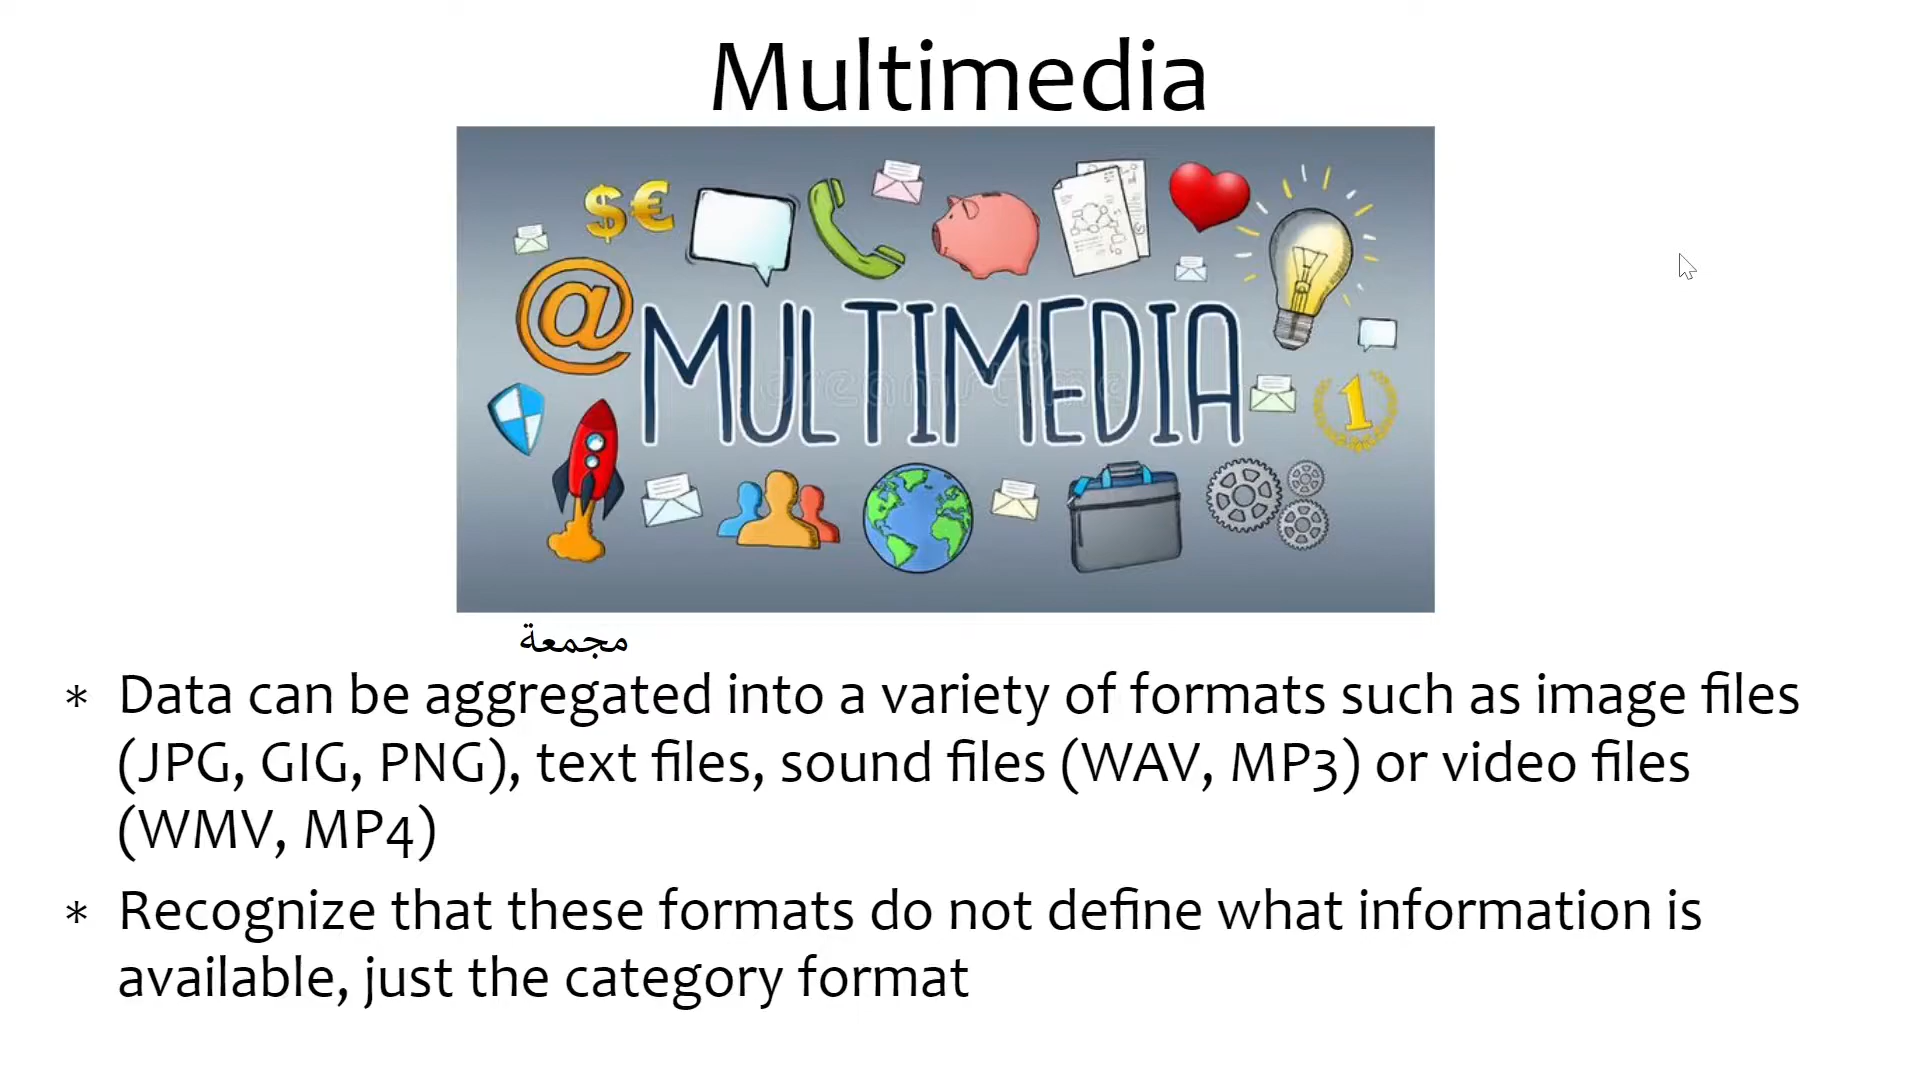 Multimedia
$ €
@ MULTIMEDIA
dreamstime
1
مجمعة
* Data can be aggregated into a variety of formats such as image files
(JPG, GIG, PNG), text files, sound files (WAV, MP3) or video files
(WMV, MP4)
* Recognize that these formats do not define what information is
available, just the category format